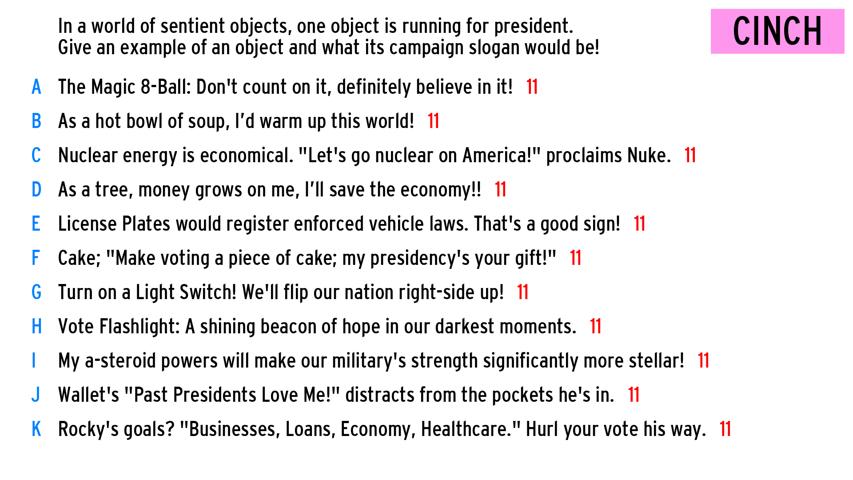 In a world of sentient objects, one object is running for president.
Give an example of an object and what its campaign slogan would be!
CINCH
A The Magic 8-Ball: Don't count on it, definitely believe in it! 11
B As a hot bowl of soup, I’d warm up this world! 11
C Nuclear energy is economical. "Let's go nuclear on America!" proclaims Nuke. 11
D As a tree, money grows on me, I’ll save the economy!! 11
E License Plates would register enforced vehicle laws. That's a good sign! 11
F Cake; "Make voting a piece of cake; my presidency's your gift!" 11
G Turn on a Light Switch! We'll flip our nation right-side up! 11
H Vote Flashlight: A shining beacon of hope in our darkest moments. 11
I My a-steroid powers will make our military's strength significantly more stellar! 11
J Wallet's "Past Presidents Love Me!" distracts from the pockets he's in. 11
K Rocky's goals? "Businesses, Loans, Economy, Healthcare." Hurl your vote his way. 11